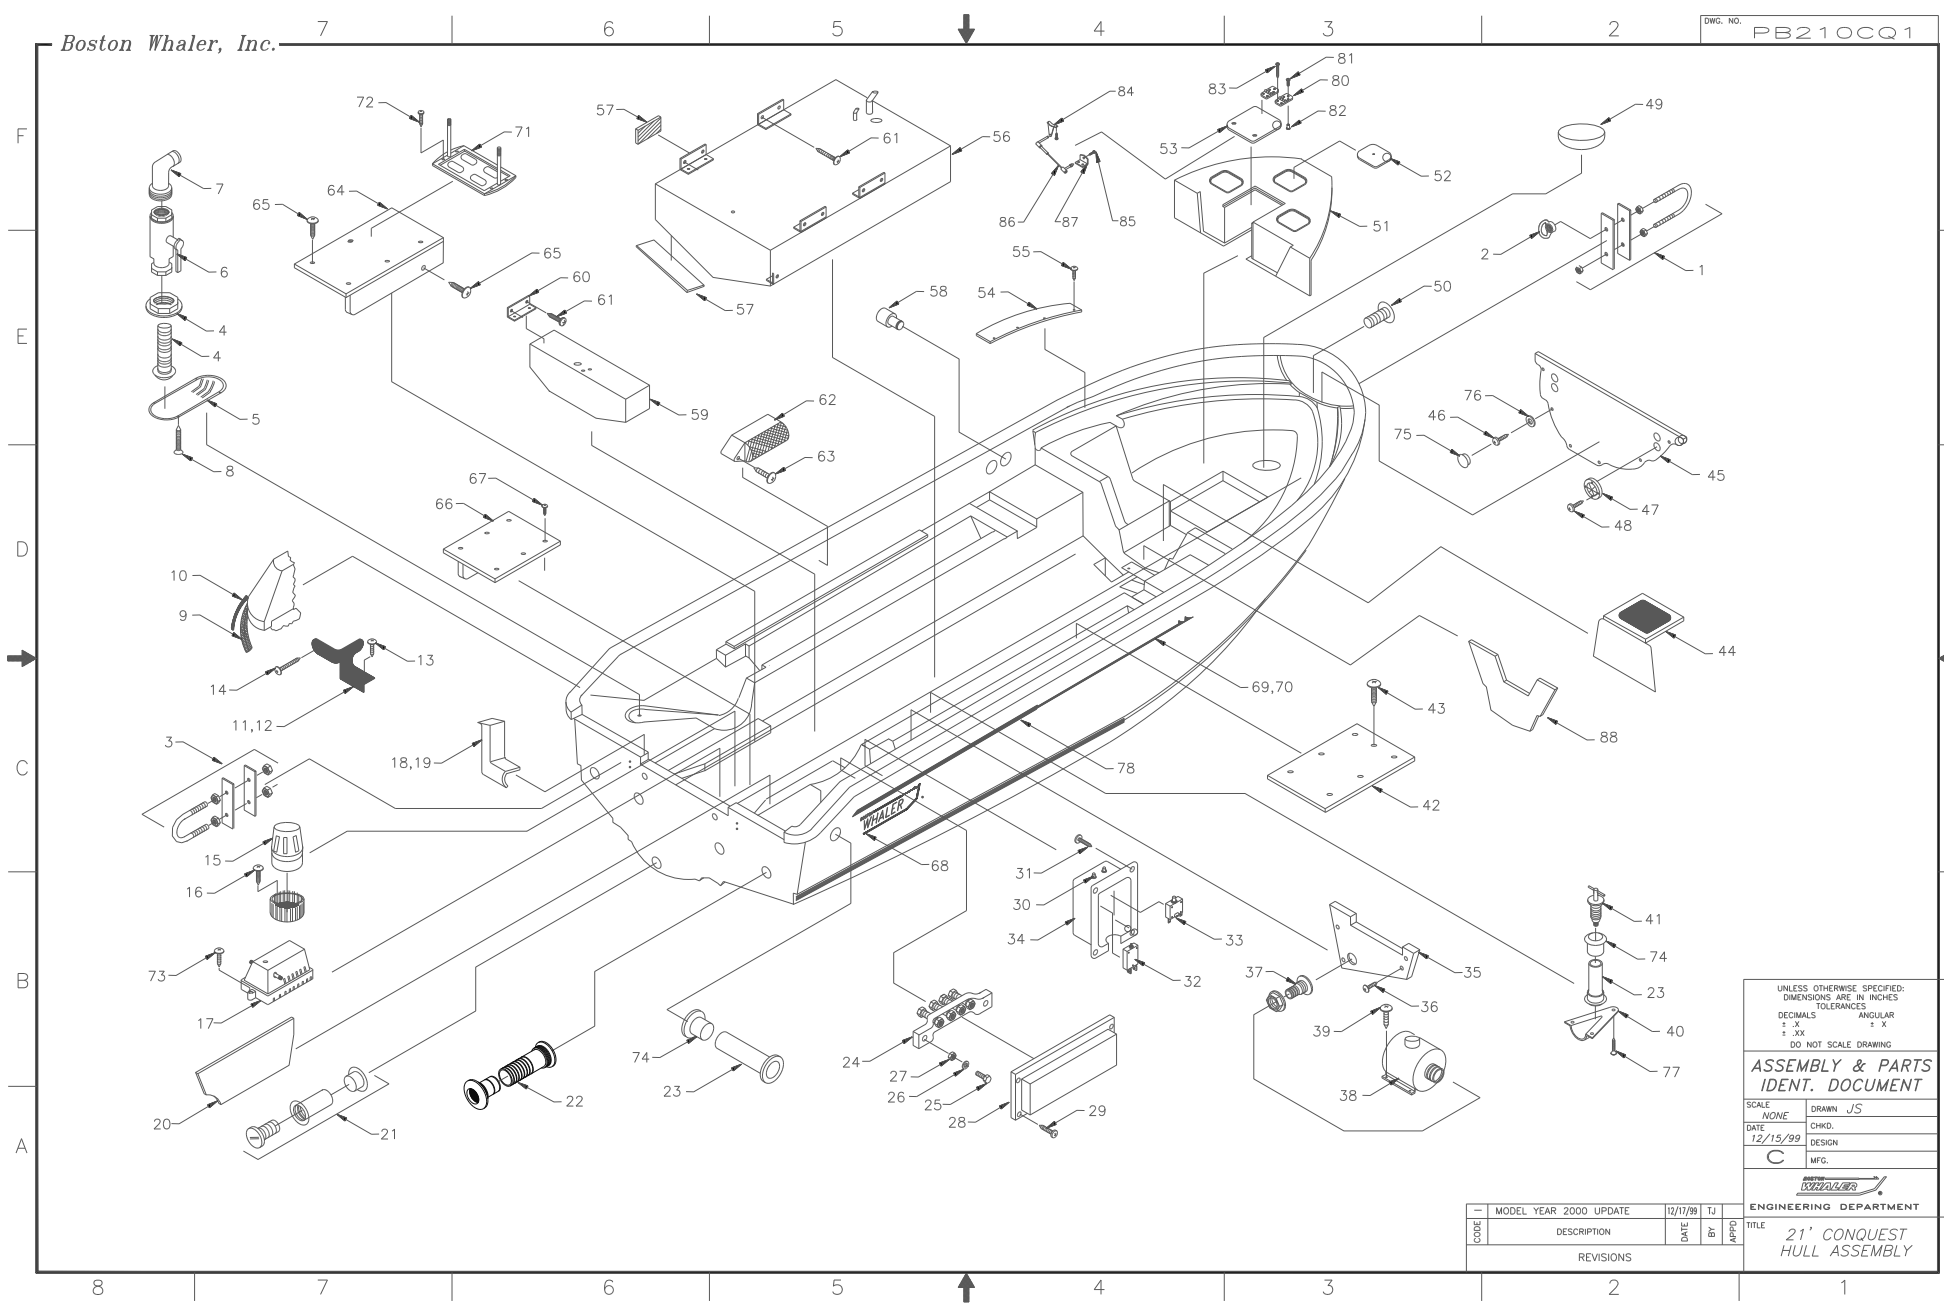 7 6 5 4 3 2
DWG. NO.
PB210CQ1
Boston Whaler, Inc.
F
E
D
C
B
A
72
71
7
65
64
6
65
4
4
5
8
57
61
56
57
60
61
59
58
62
63
67
66
84
83
81
80
82
53
52
86
87
85
51
55
54
49
2
1
50
76
46
75
45
47
48
10
9
14
13
11,12
18,19
3
15
16
73
17
20
21
22
74
23
69,70
78
WHALER
68
44
43
88
42
31
30
34
33
32
24
27
26
25
28
29
37
35
36
39
38
41
74
23
40
77
UNLESS OTHERWISE SPECIFIED:
DIMENSIONS ARE IN INCHES
TOLERANCES
DECIMALS ANGULAR
± .X ± X
± .XX
DO NOT SCALE DRAWING
ASSEMBLY & PARTS
IDENT. DOCUMENT
SCALE
NONE
DRAWN JS
DATE
12/15/99
CHKD.
DESIGN
C
MFG.
BOSTON
WHALER
ENGINEERING DEPARTMENT
TITLE
21' CONQUEST
HULL ASSEMBLY
— MODEL YEAR 2000 UPDATE 12/17/99 TJ
CODE DESCRIPTION DATE BY APPD
REVISIONS
8 7 6 5 4 3 2 1